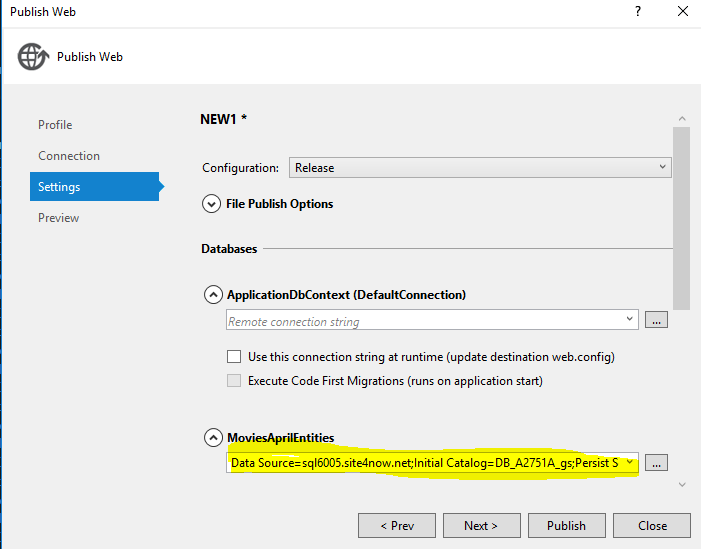 Publish Web
?
Publish Web
Profile
Connection
Settings
Preview
NEW1 *
Configuration:
Release
File Publish Options
Databases
ApplicationDbContext (DefaultConnection)
Remote connection string
...
Use this connection string at runtime (update destination web.config)
Execute Code First Migrations (runs on application start)
MoviesAprilEntities
Data Source=sql6005.site4now.net;Initial Catalog=DB_A2751A_gs;Persist S
...
< Prev
Next >
Publish
Close